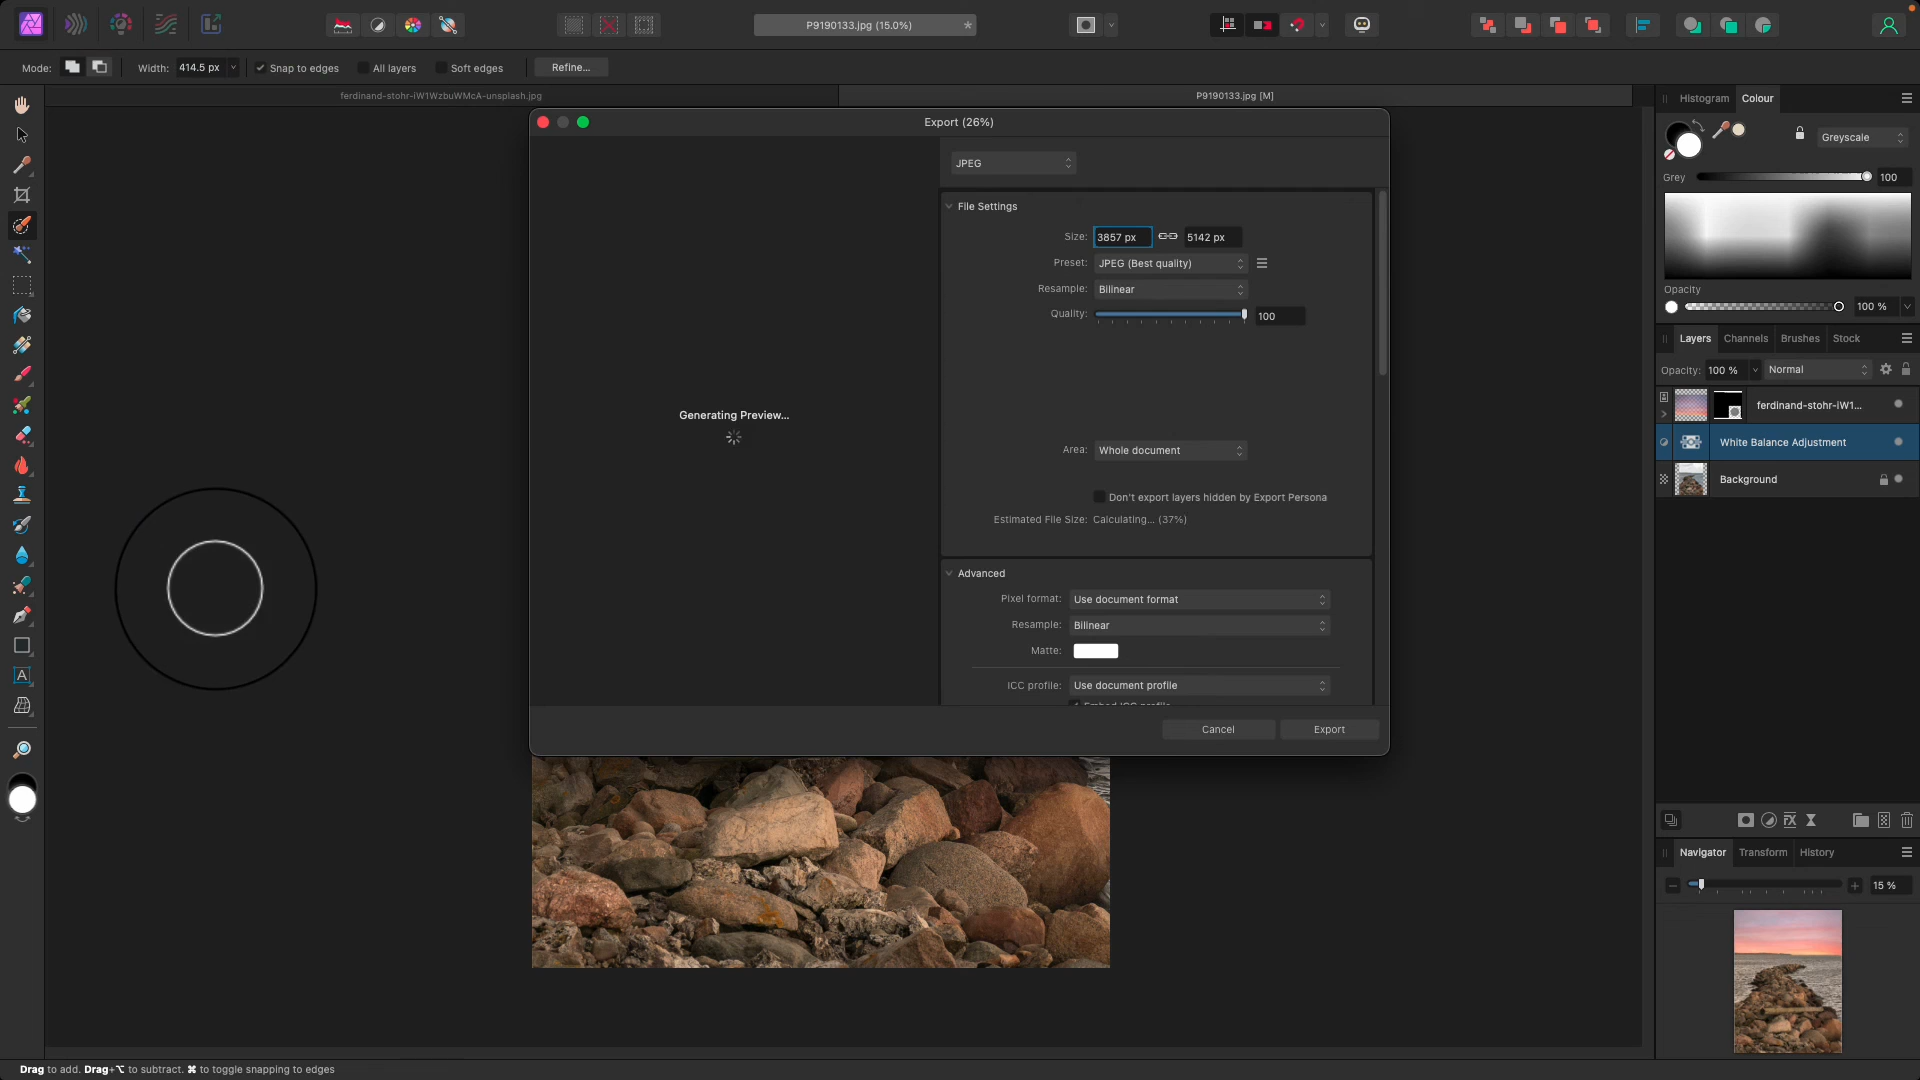 P9190133.jpg (15.0%)
*
Mode:
Width: 414.5 px
Snap to edges
All layers
Soft edges
Refine...
ferdinand-stohr-iW1WzbuWMcA-unsplash.jpg
P9190133.jpg [M]
Export (26%)
JPEG
File Settings
Size: 3857 px 5142 px
Preset: JPEG (Best quality)
Resample: Bilinear
Quality: 100
Generating Preview...
Area: Whole document
Don't export layers hidden by Export Persona
Estimated File Size: Calculating... (37%)
Advanced
Pixel format: Use document format
Resample: Bilinear
Matte:
ICC profile: Use document profile
Embed ICC profile
Cancel
Export
Histogram Colour
Greyscale
Grey 100
Opacity
100 %
Layers Channels Brushes Stock
Opacity: 100 % Normal
ferdinand-stohr-iW1...
White Balance Adjustment
Background
Navigator Transform History
15 %
Drag to add. Drag+⌥ to subtract. ⌘ to toggle snapping to edges